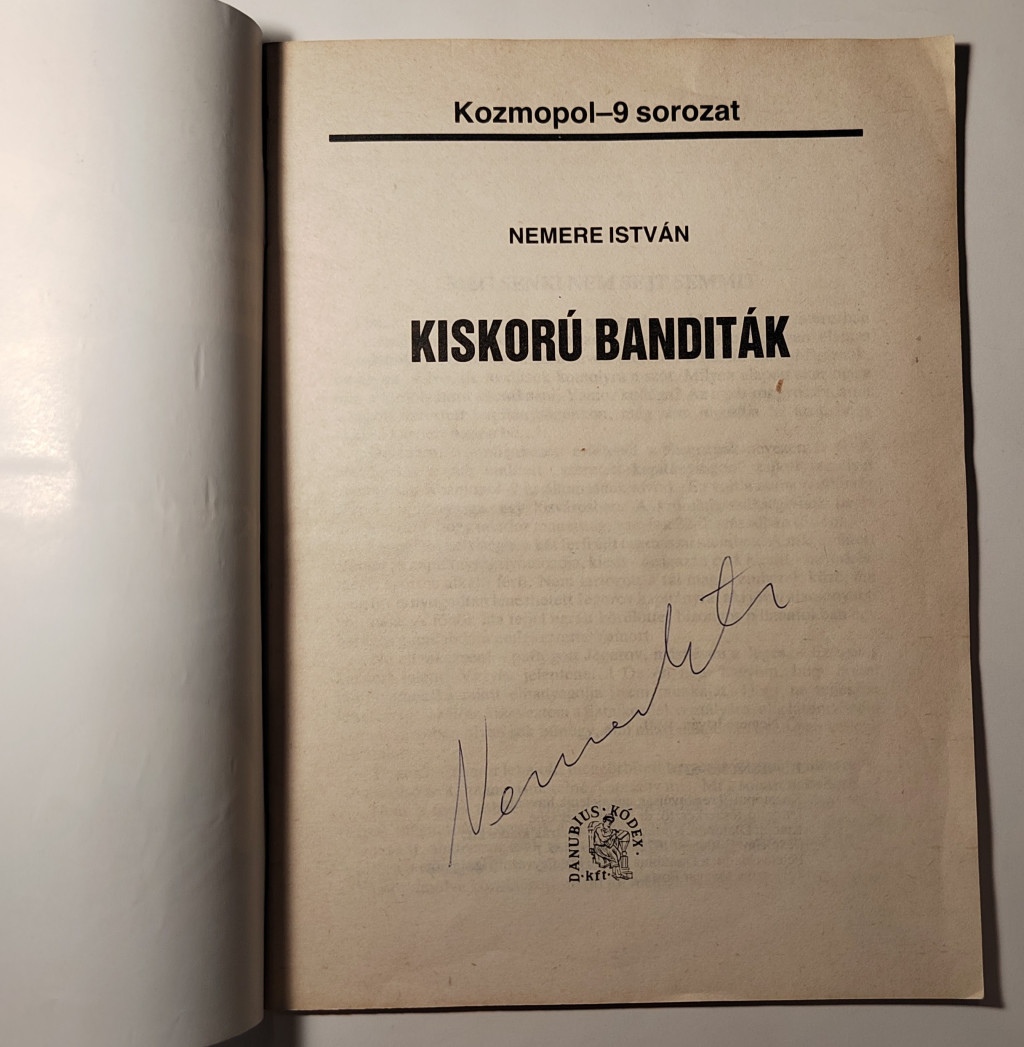 Kozmopol–9 sorozat
NEMERE ISTVÁN
KISKORÚ BANDITÁK
DANUBIUS · KÓDEX ·
· kft ·